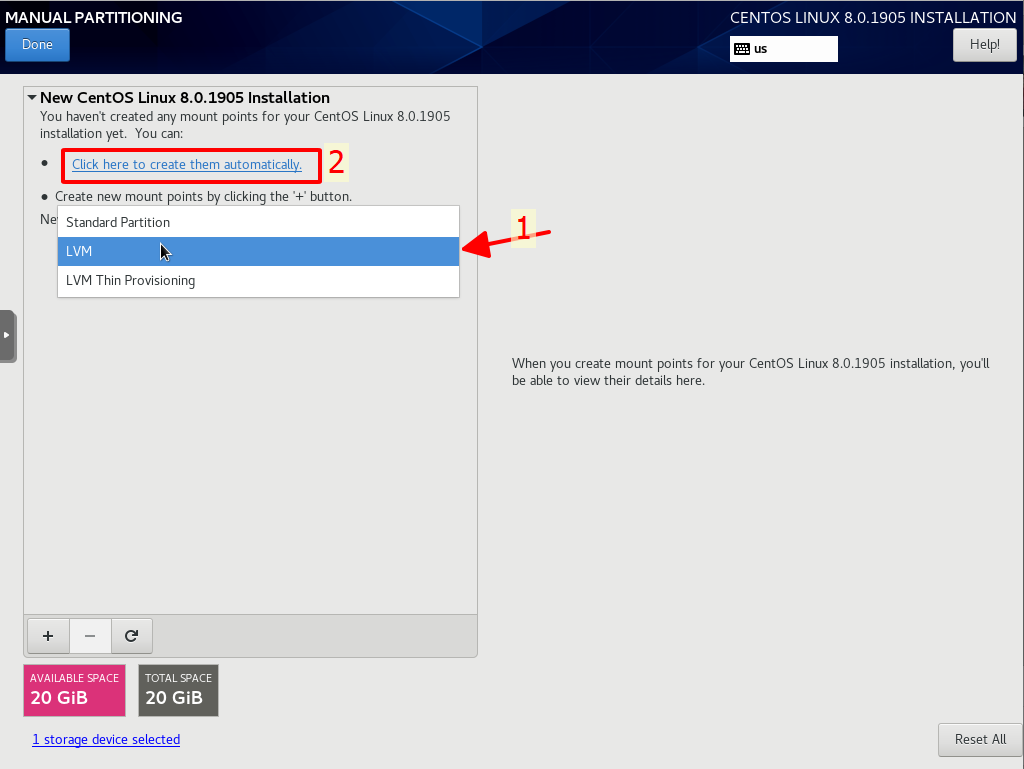 MANUAL PARTITIONING
CENTOS LINUX 8.0.1905 INSTALLATION
Done
us
Help!
New CentOS Linux 8.0.1905 Installation
You haven't created any mount points for your CentOS Linux 8.0.1905
installation yet. You can:
• Click here to create them automatically. 2
• Create new mount points by clicking the '+' button.
Standard Partition
1
LVM
LVM Thin Provisioning
When you create mount points for your CentOS Linux 8.0.1905 installation, you'll
be able to view their details here.
+ −
AVAILABLE SPACE
20 GiB
TOTAL SPACE
20 GiB
1 storage device selected
Reset All